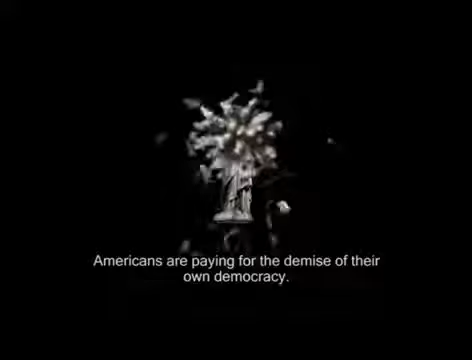 Americans are paying for the demise of their
own democracy.